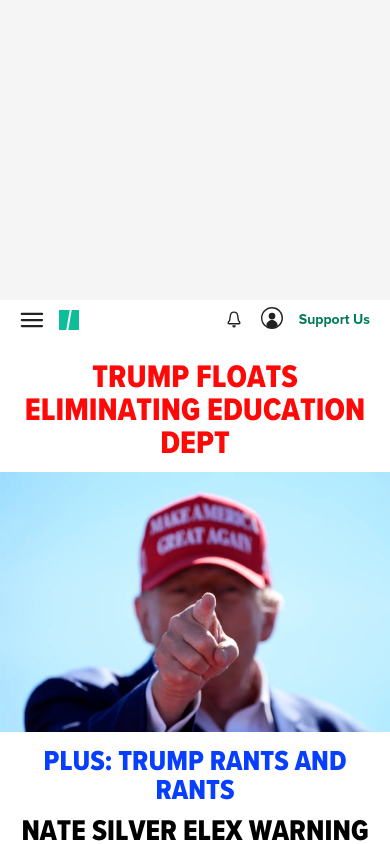 Support Us
TRUMP FLOATS
ELIMINATING EDUCATION
DEPT
MAKE AMERICA
GREAT AGAIN
PLUS: TRUMP RANTS AND
RANTS
NATE SILVER ELEX WARNING